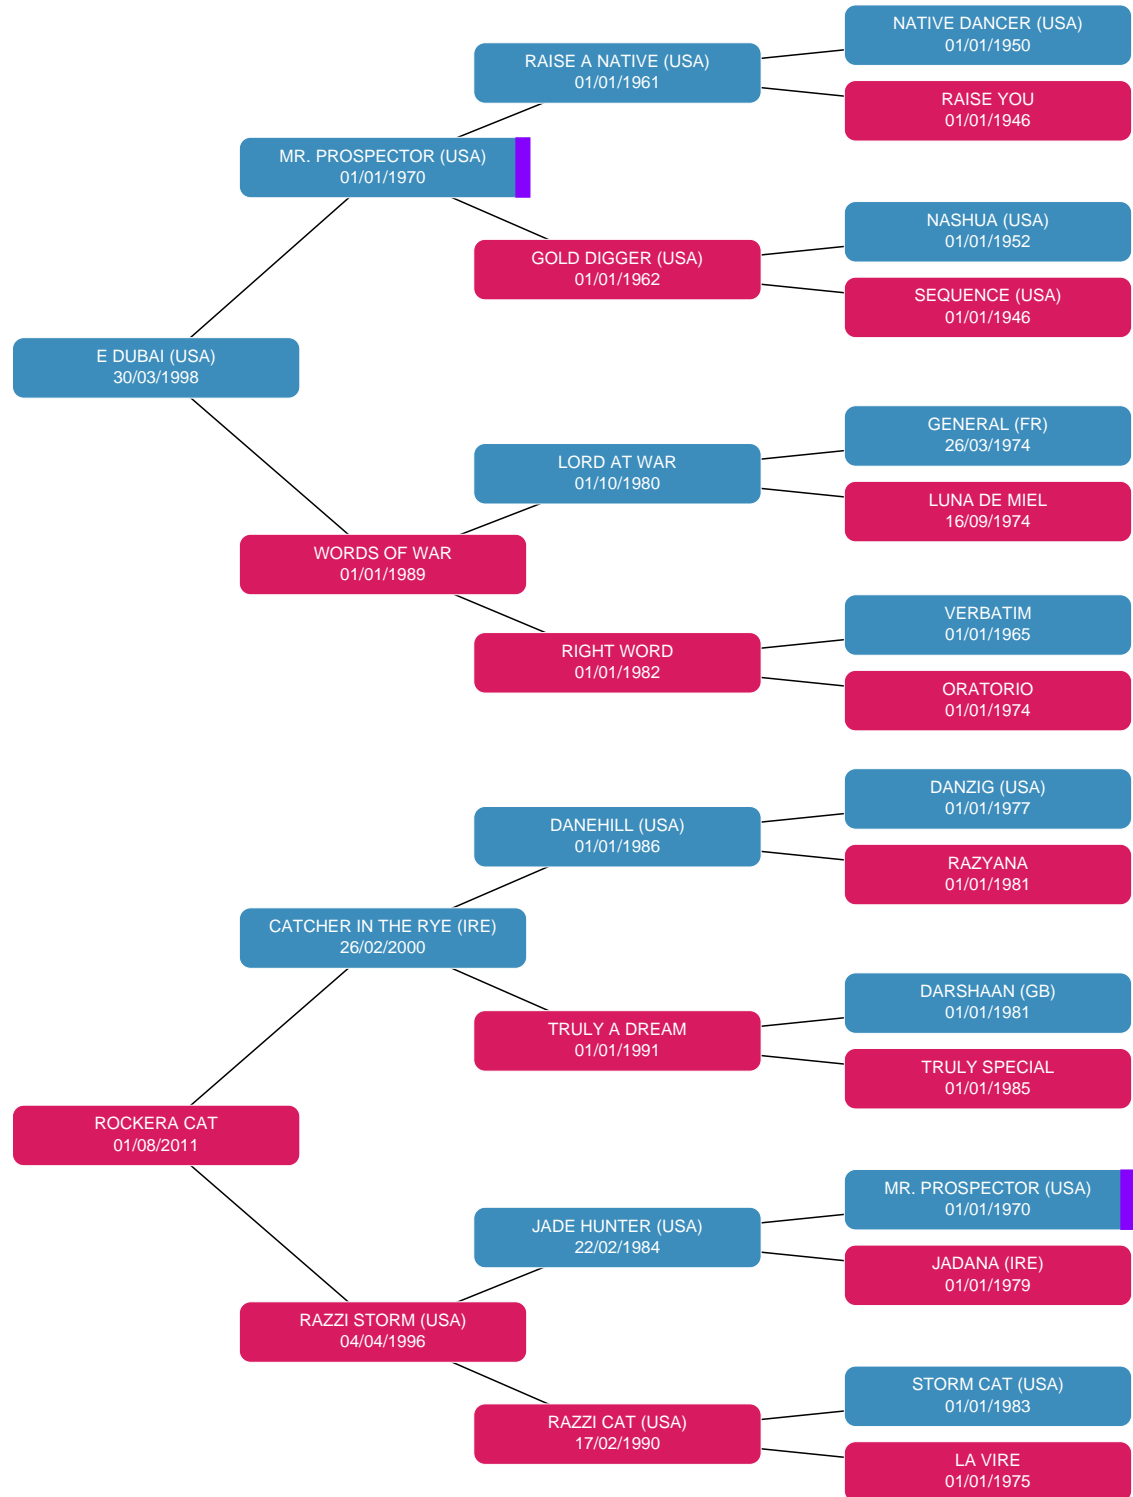 NATIVE DANCER (USA)
01/01/1950
RAISE A NATIVE (USA)
01/01/1961
RAISE YOU
01/01/1946
MR. PROSPECTOR (USA)
01/01/1970
NASHUA (USA)
01/01/1952
GOLD DIGGER (USA)
01/01/1962
SEQUENCE (USA)
01/01/1946
E DUBAI (USA)
30/03/1998
GENERAL (FR)
26/03/1974
LORD AT WAR
01/10/1980
LUNA DE MIEL
16/09/1974
WORDS OF WAR
01/01/1989
VERBATIM
01/01/1965
RIGHT WORD
01/01/1982
ORATORIO
01/01/1974
DANZIG (USA)
01/01/1977
DANEHILL (USA)
01/01/1986
RAZYANA
01/01/1981
CATCHER IN THE RYE (IRE)
26/02/2000
DARSHAAN (GB)
01/01/1981
TRULY A DREAM
01/01/1991
TRULY SPECIAL
01/01/1985
ROCKERA CAT
01/08/2011
MR. PROSPECTOR (USA)
01/01/1970
JADE HUNTER (USA)
22/02/1984
JADANA (IRE)
01/01/1979
RAZZI STORM (USA)
04/04/1996
STORM CAT (USA)
01/01/1983
RAZZI CAT (USA)
17/02/1990
LA VIRE
01/01/1975